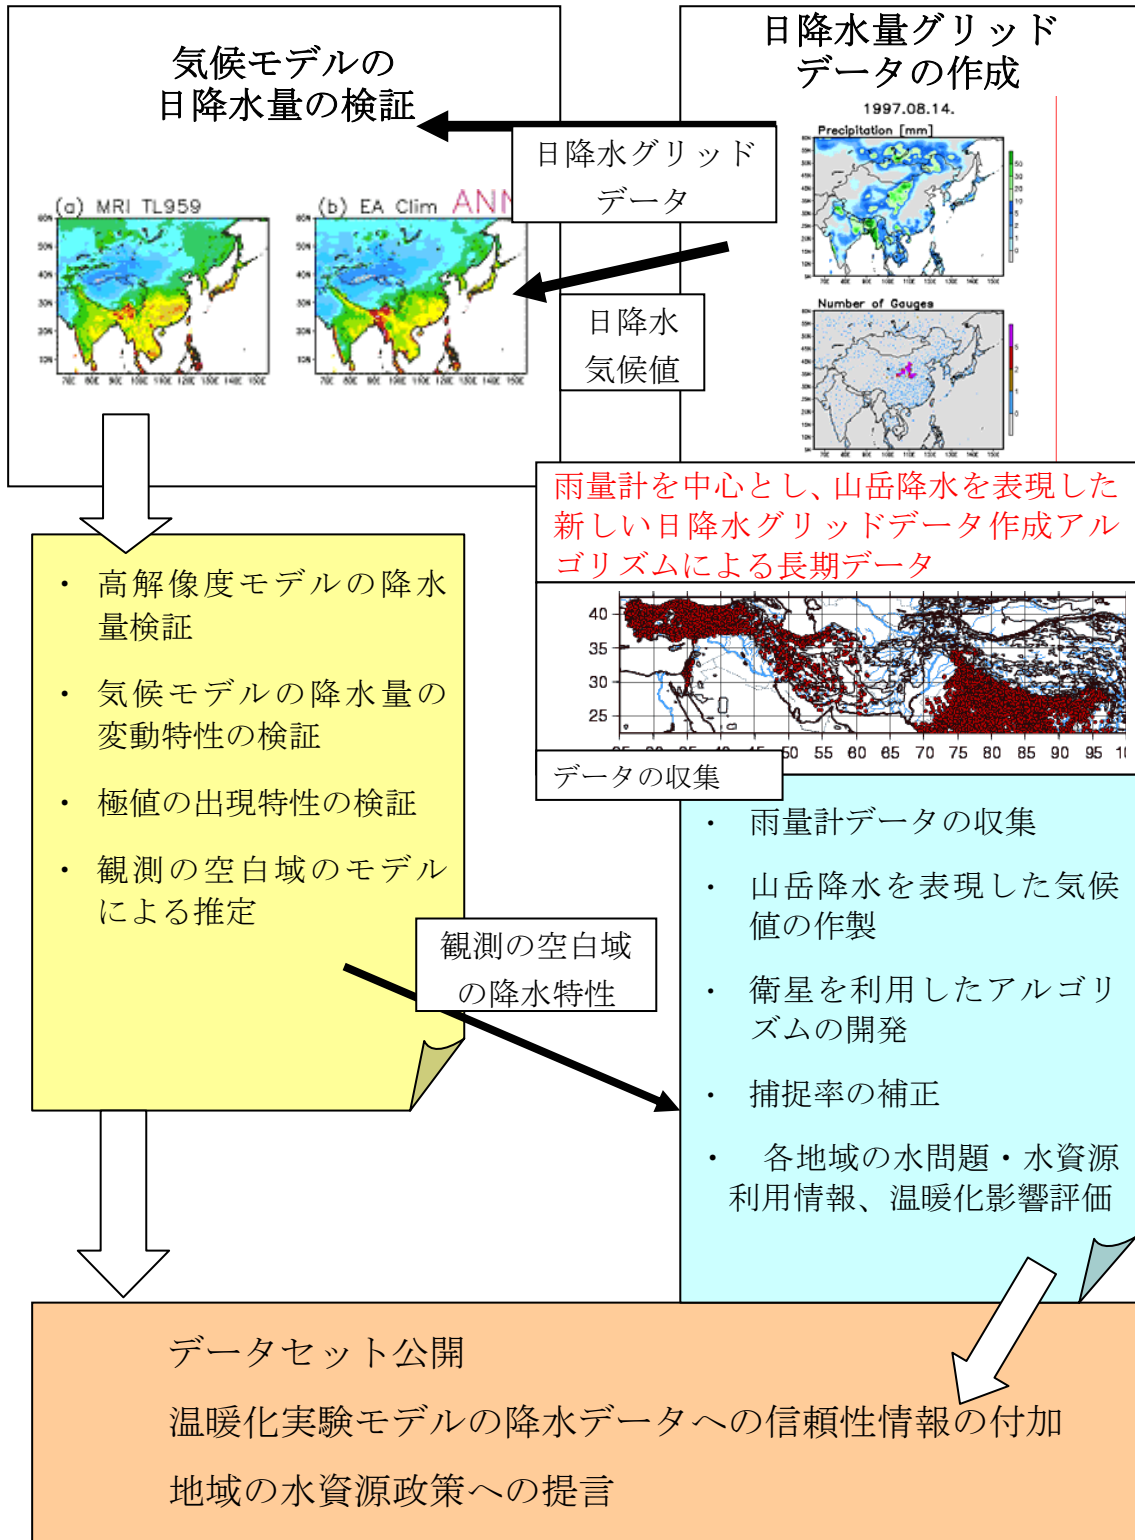 気候モデルの
日降水量の検証
日降水量グリッド
データの作成
1997.08.14.
Precipitation [mm]
日降水グリッド
データ
(a) MRI TL959
(b) EA Clim ANN
日降水
気候値
Number of Gauges
雨量計を中心とし、山岳降水を表現した
新しい日降水グリッドデータ作成アル
ゴリズムによる長期データ
40
35
30
25
25 30 35 40 45 50 55 60 65 70 75 80 85 90 95
データの収集
・ 高解像度モデルの降水
量検証
・ 気候モデルの降水量の
変動特性の検証
・ 極値の出現特性の検証
・ 観測の空白域のモデル
による推定
観測の空白域
の降水特性
・ 雨量計データの収集
・ 山岳降水を表現した気候
値の作製
・ 衛星を利用したアルゴリ
ズムの開発
・ 捕捉率の補正
・ 各地域の水問題・水資源
利用情報、温暖化影響評価
データセット公開
温暖化実験モデルの降水データへの信頼性情報の付加
地域の水資源政策への提言